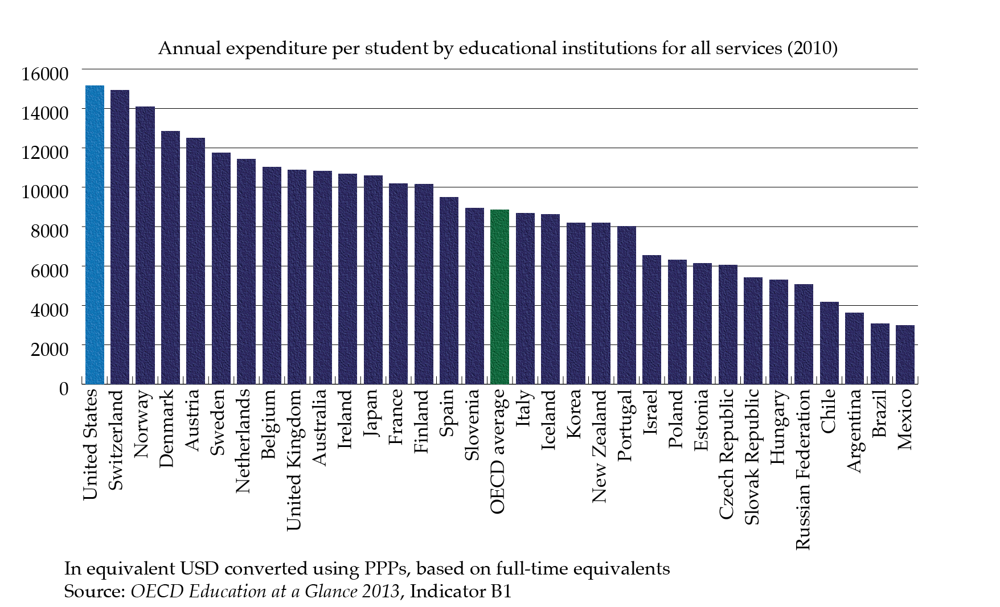 Annual expenditure per student by educational institutions for all services (2010)
16000
14000
12000
10000
8000
6000
4000
2000
0
United States
Switzerland
Norway
Denmark
Austria
Sweden
Netherlands
Belgium
United Kingdom
Australia
Ireland
Japan
France
Finland
Spain
Slovenia
OECD average
Italy
Iceland
Korea
New Zealand
Portugal
Israel
Poland
Estonia
Czech Republic
Slovak Republic
Hungary
Russian Federation
Chile
Argentina
Brazil
Mexico
In equivalent USD converted using PPPs, based on full-time equivalents
Source: OECD Education at a Glance 2013, Indicator B1